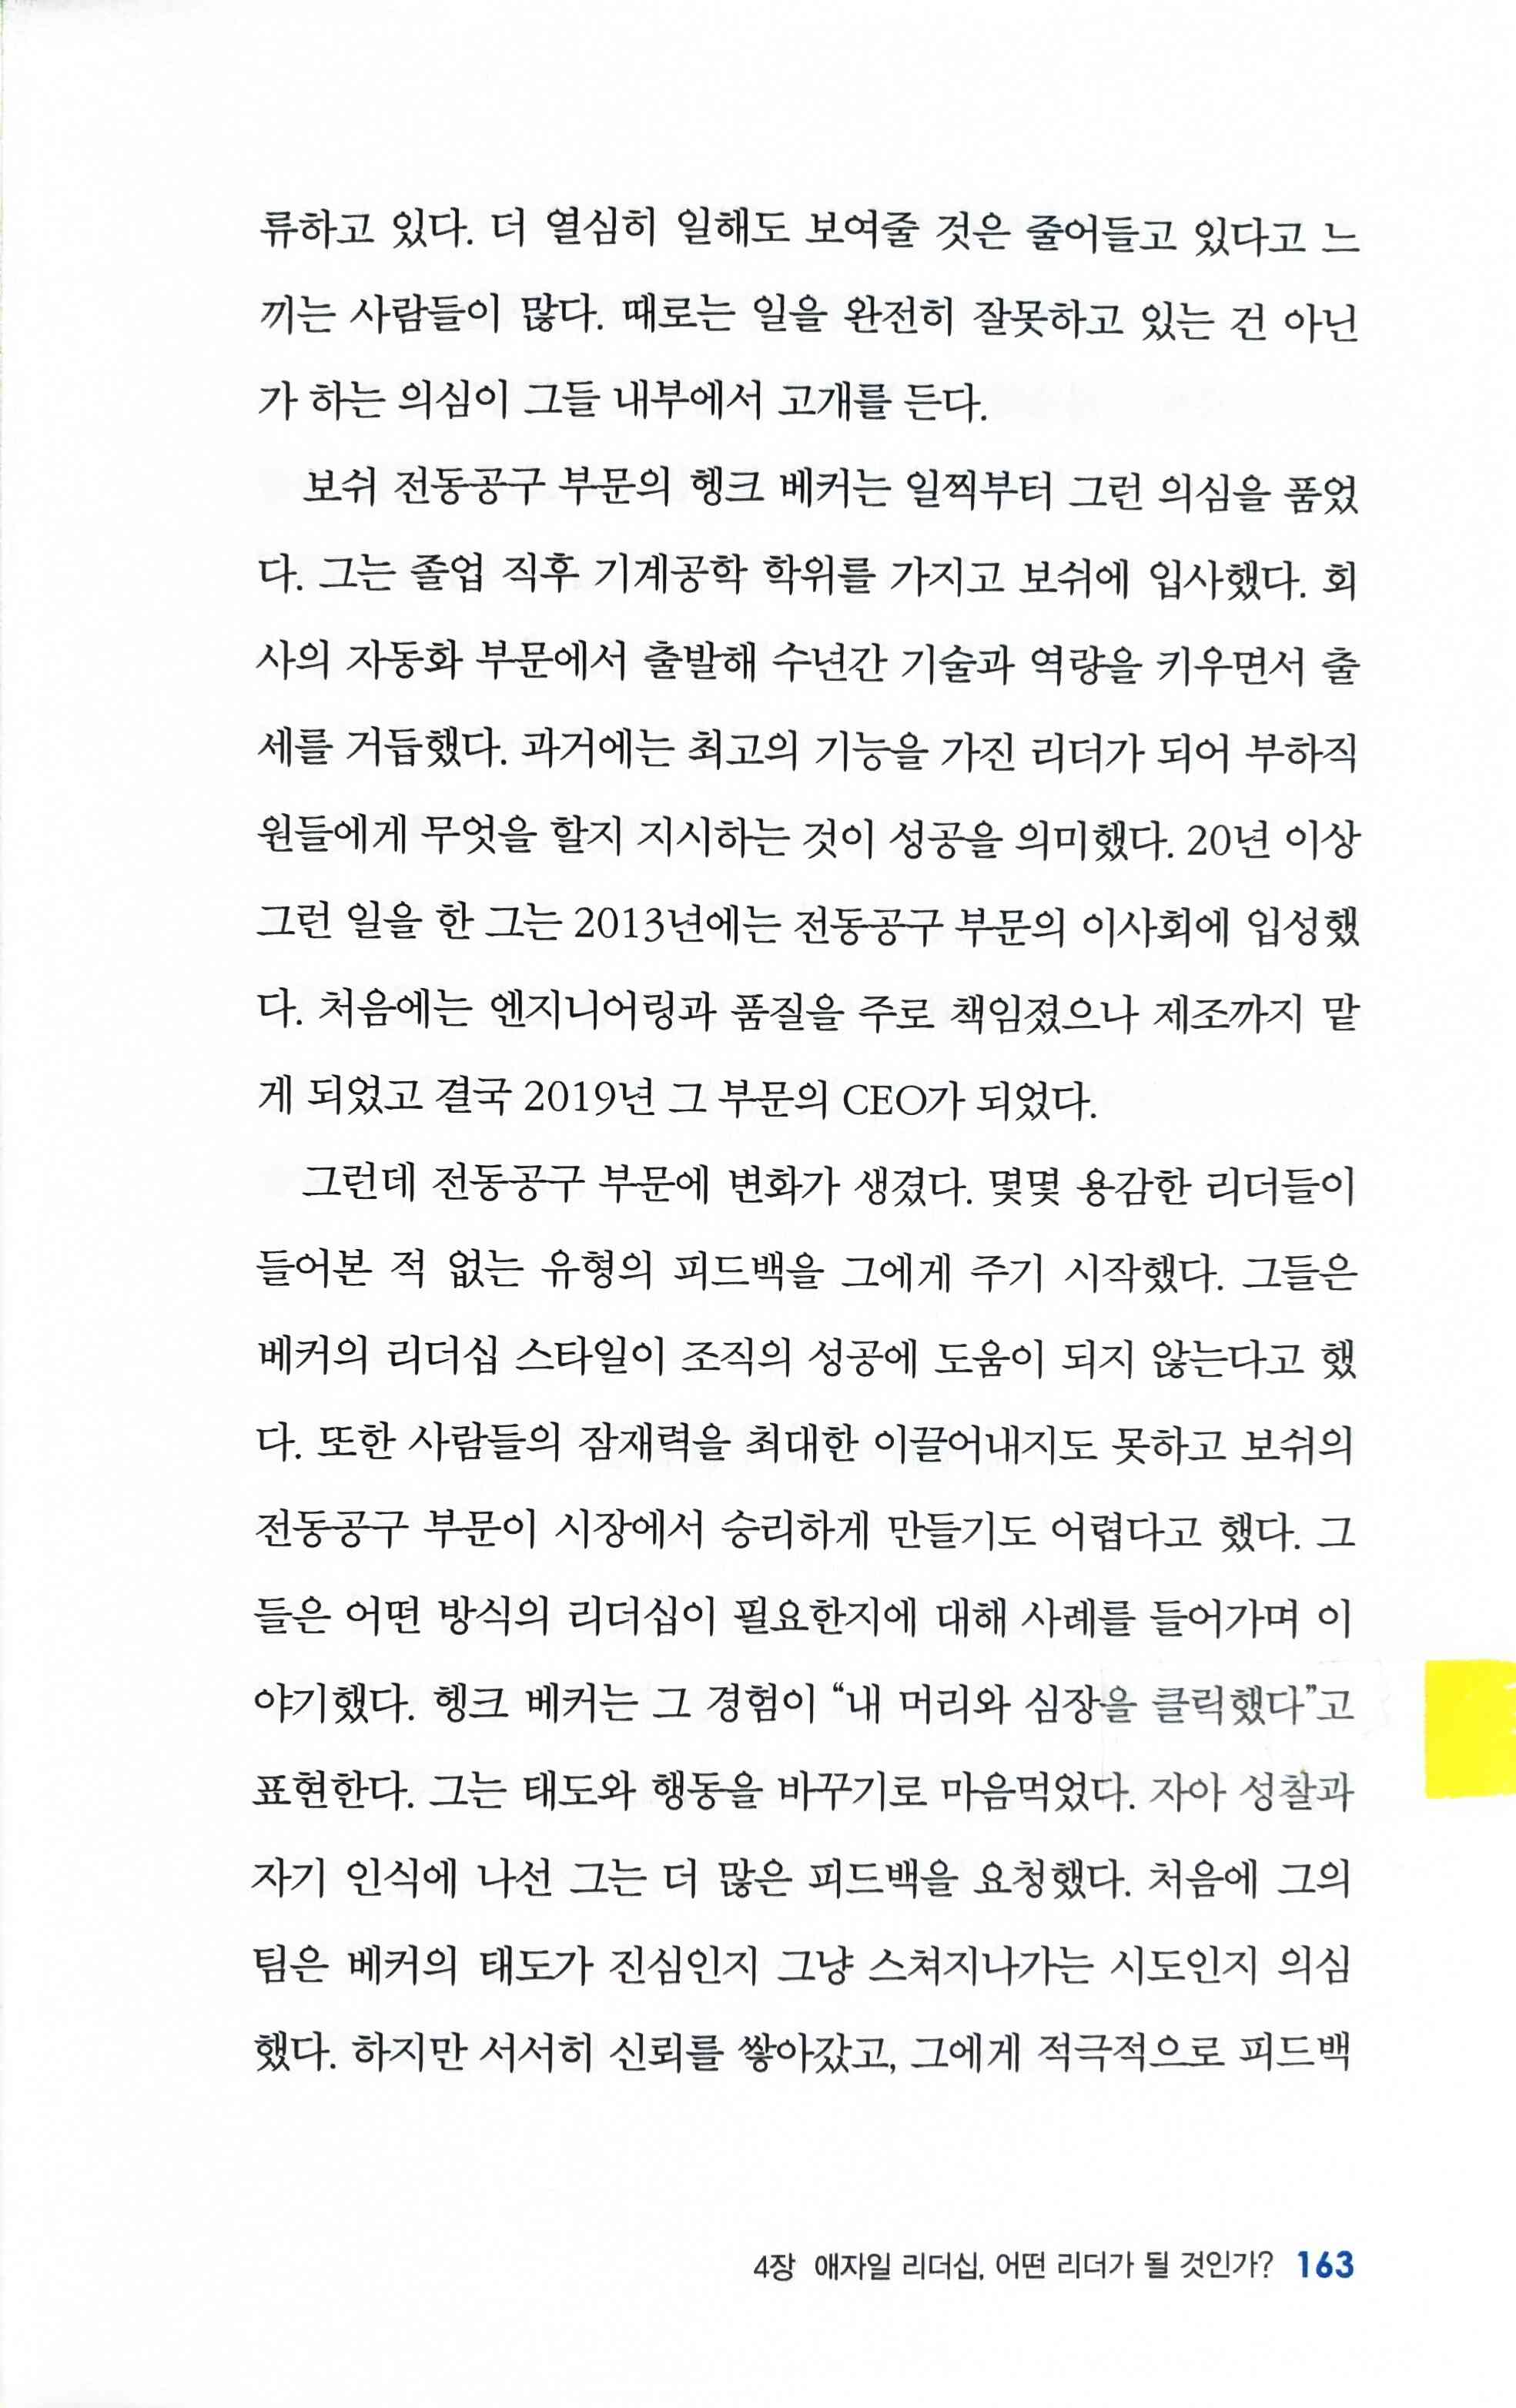 류하고 있다. 더 열심히 일해도 보여줄 것은 줄어들고 있다고 느
끼는 사람들이 많다. 때로는 일을 완전히 잘못하고 있는 건 아닌
가 하는 의심이 그들 내부에서 고개를 든다.
보쉬 전동공구 부문의 헹크 베커는 일찍부터 그런 의심을 품었
다. 그는 졸업 직후 기계공학 학위를 가지고 보쉬에 입사했다. 회
사의 자동화 부문에서 출발해 수년간 기술과 역량을 키우면서 출
세를 거듭했다. 과거에는 최고의 기능을 가진 리더가 되어 부하직
원들에게 무엇을 할지 지시하는 것이 성공을 의미했다. 20년 이상
그런 일을 한 그는 2013년에는 전동공구 부문의 이사회에 입성했
다. 처음에는 엔지니어링과 품질을 주로 책임졌으나 제조까지 맡
게 되었고 결국 2019년 그 부문의 CEO가 되었다.
그런데 전동공구 부문에 변화가 생겼다. 몇몇 용감한 리더들이
들어본 적 없는 유형의 피드백을 그에게 주기 시작했다. 그들은
베커의 리더십 스타일이 조직의 성공에 도움이 되지 않는다고 했
다. 또한 사람들의 잠재력을 최대한 이끌어내지도 못하고 보쉬의
전동공구 부문이 시장에서 승리하게 만들기도 어렵다고 했다. 그
들은 어떤 방식의 리더십이 필요한지에 대해 사례를 들어가며 이
야기했다. 헹크 베커는 그 경험이 “내 머리와 심장을 클릭했다”고
표현한다. 그는 태도와 행동을 바꾸기로 마음먹었다. 자아 성찰과
자기 인식에 나선 그는 더 많은 피드백을 요청했다. 처음에 그의
팀은 베커의 태도가 진심인지 그냥 스쳐지나가는 시도인지 의심
했다. 하지만 서서히 신뢰를 쌓아갔고, 그에게 적극적으로 피드백
4장 애자일 리더십, 어떤 리더가 될 것인가? 163